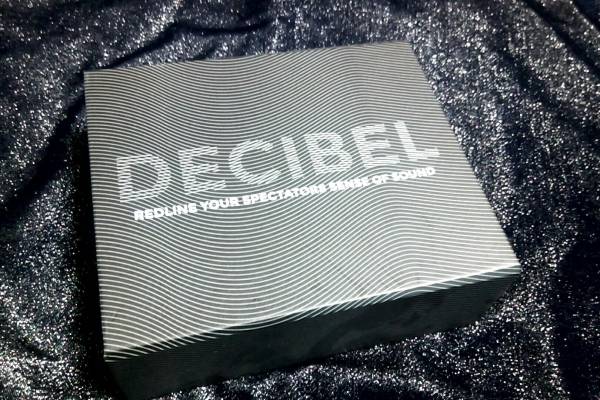 DECIBEL
REDLINE YOUR SPECTATORS SENSE OF SOUND